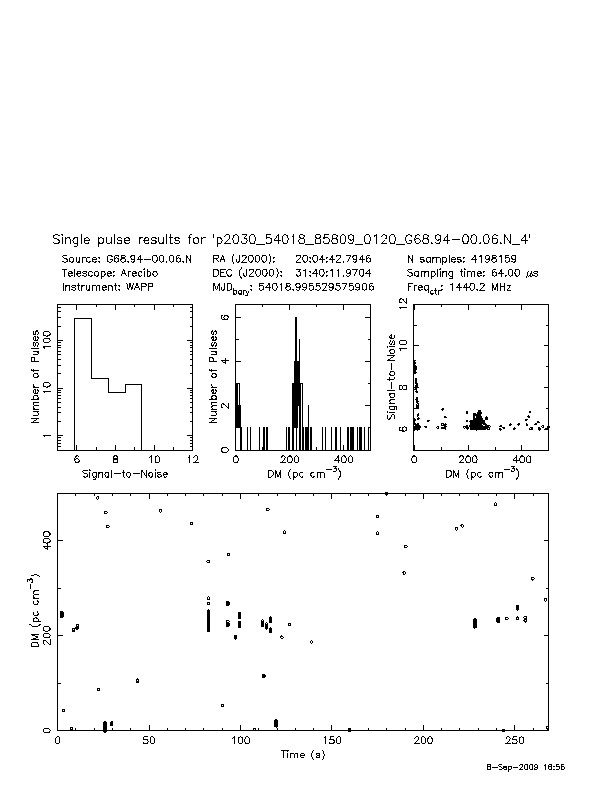 Single pulse results for 'p2030_54018_85809_0120_G68.94-00.06.N_4'
Source: G68.94-00.06.N RA (J2000): 20:04:42.7946 N samples: 4198159
Telescope: Arecibo DEC (J2000): 31:40:11.9704 Sampling time: 64.00 μs
Instrument: WAPP MJDbary: 54018.995529575906 Freqctr: 1440.2 MHz
Number of Pulses
1 10 100
6 8 10 12
Signal-to-Noise
Number of Pulses
0 2 4 6
0 200 400
DM (pc cm−3)
Signal-to-Noise
6 8 10 12
0 200 400
DM (pc cm−3)
DM (pc cm−3)
0 200 400
0 50 100 150 200 250
Time (s)
8-Sep-2009 16:56